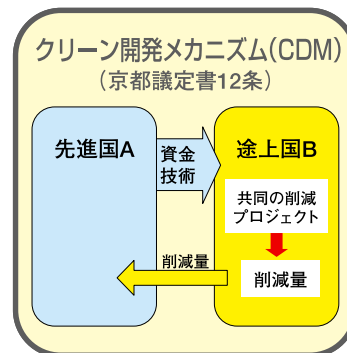 クリーン開発メカニズム(CDM)
(京都議定書12条)
先進国A
資金
技術
途上国B
共同の削減
プロジェクト
削減量
削減量